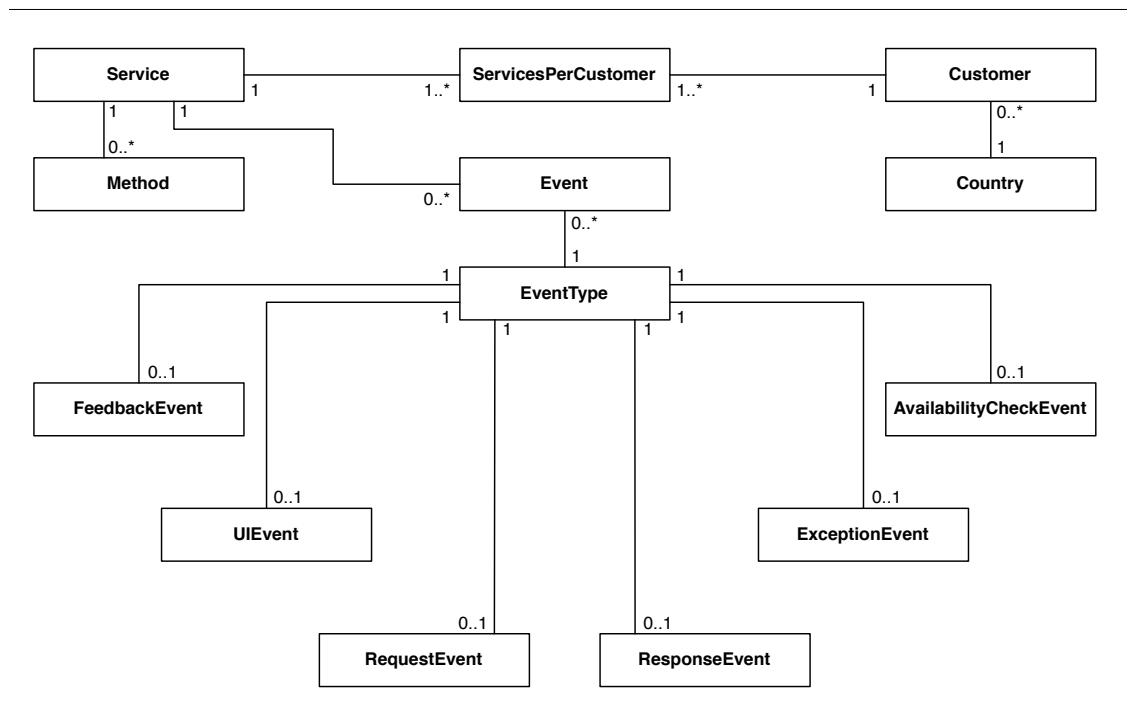 Service
ServicesPerCustomer
Customer
1
1..*
1..*
1
1
1
0..*
0..*
1
Method
Event
Country
0..*
0..*
1
1
1
EventType
1
1
1
1
0..1
0..1
FeedbackEvent
AvailabilityCheckEvent
0..1
0..1
UIEvent
ExceptionEvent
0..1
0..1
RequestEvent
ResponseEvent